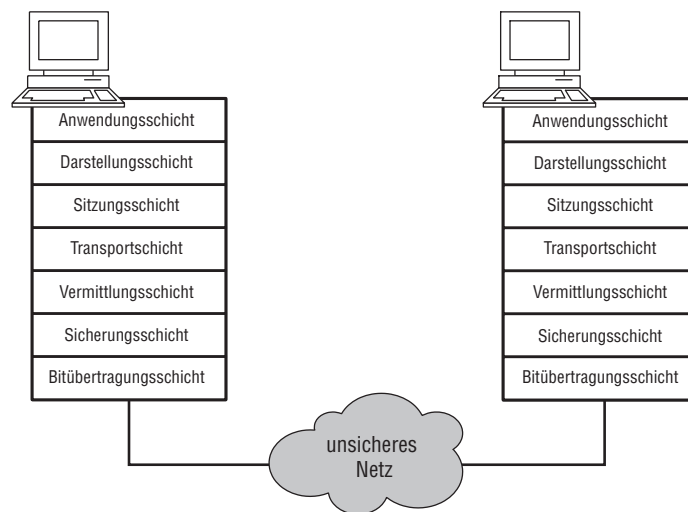 Anwendungsschicht
Darstellungsschicht
Sitzungsschicht
Transportschicht
Vermittlungsschicht
Sicherungsschicht
Bitübertragungsschicht
Anwendungsschicht
Darstellungsschicht
Sitzungsschicht
Transportschicht
Vermittlungsschicht
Sicherungsschicht
Bitübertragungsschicht
unsicheres
Netz